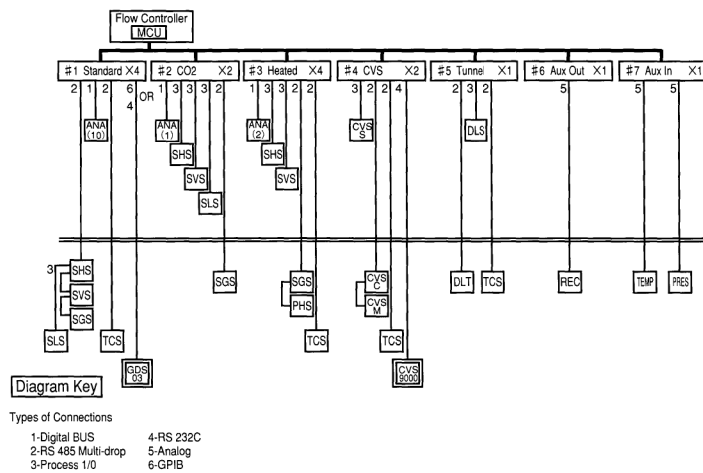 Flow Controller
MCU
#1 Standard X4
#2 CO2 X2
#3 Heated X4
#4 CVS X2
#5 Tunnel X1
#6 Aux Out X1
#7 Aux In X1
2 1 2 6 OR 1 3 3 3 2 1 3 3 2 2 3 2 2 4 2 3 2 5 5 5
4
ANA (10)
ANA (1)
SHS
SVS
SLS
ANA (2)
SHS
SVS
CVS S
DLS
3
SHS
SVS
SGS
SLS
TCS
GDS 03
SGS
SGS
PHS
TCS
CVS C
CVS M
TCS
CVS 9000
DLT
TCS
REC
TEMP
PRES
Diagram Key
Types of Connections
1-Digital BUS
2-RS 485 Multi-drop
3-Process 1/0
4-RS 232C
5-Analog
6-GPIB